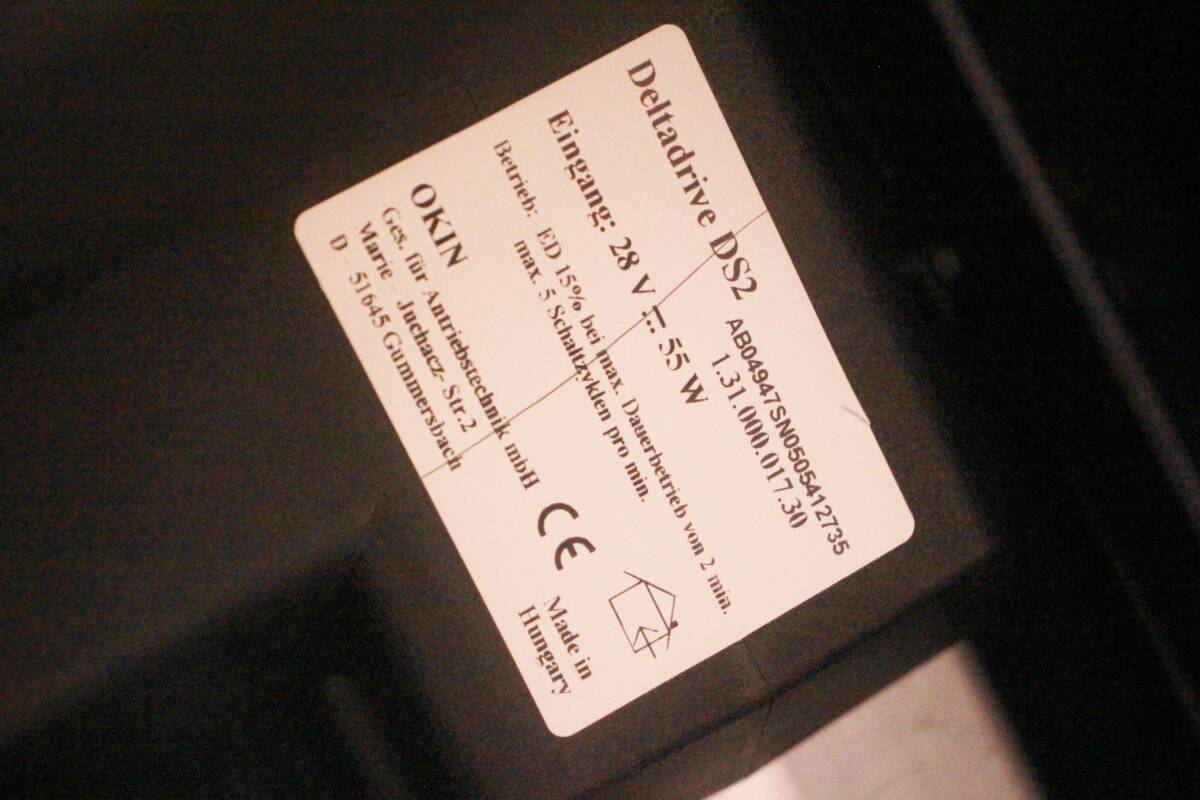 Deltadrive DS2
AB04947SN0505412735
1.31.000.017.30
Eingang: 28 V ⎓ 55 W
Betrieb: ED 15% bei max. Dauerbetrieb von 2 min.
max. 5 Schaltzyklen pro min.
OKIN
Ges. für Antriebstechnik mbH
Marie - Juchacz- Str.2
D - 51645 Gummersbach
CE
Made in
Hungary